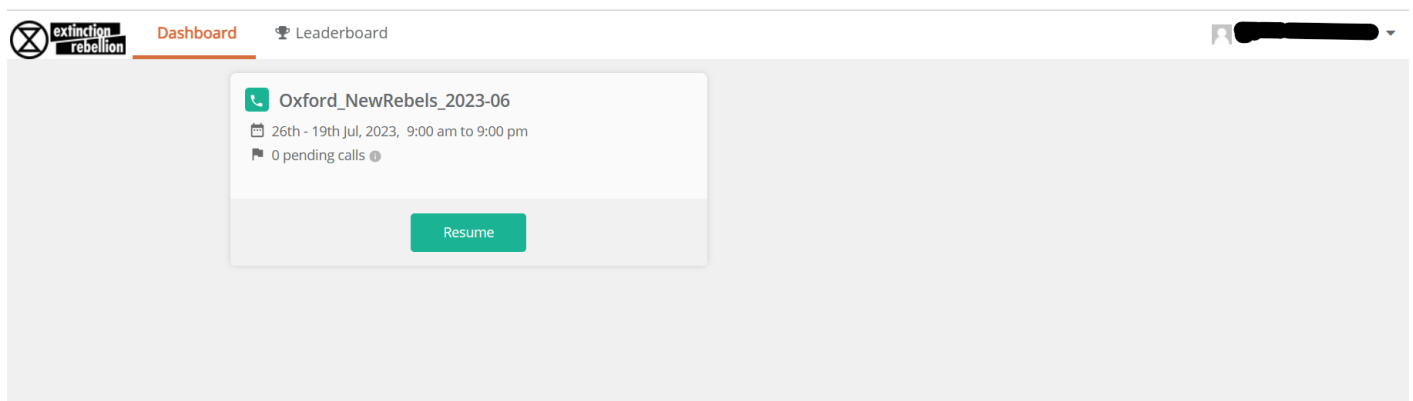 extinction rebellion
Dashboard
Leaderboard
Oxford_NewRebels_2023-06
26th - 19th Jul, 2023, 9:00 am to 9:00 pm
0 pending calls
Resume